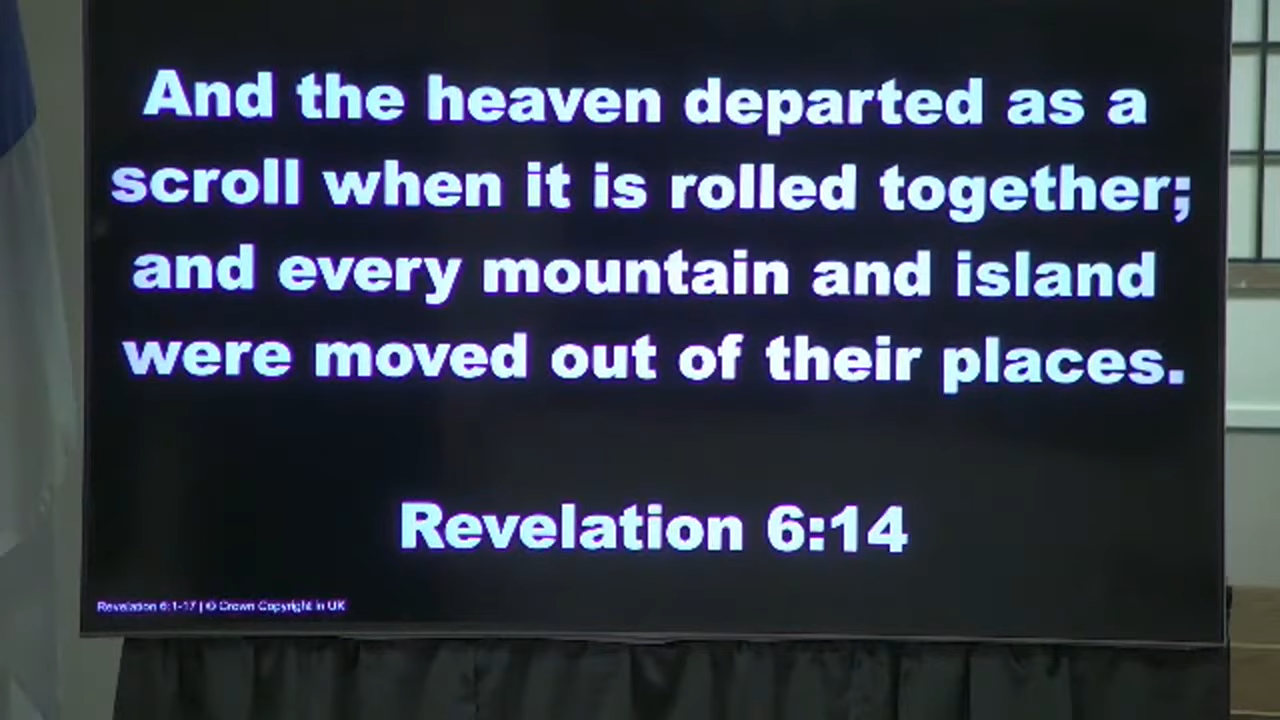 And the heaven departed as a
scroll when it is rolled together;
and every mountain and island
were moved out of their places.
Revelation 6:14
Revelation 6:1-17 | © Crown Copyright in UK